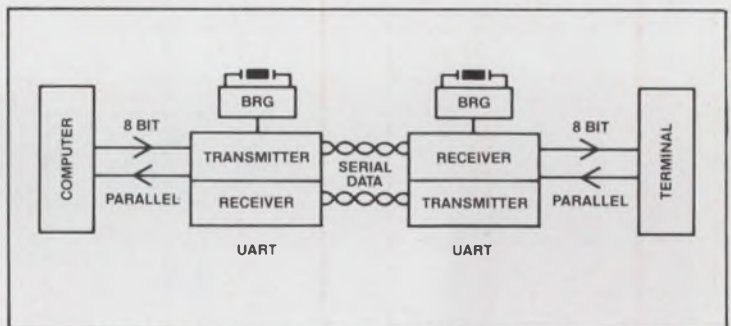 BRG
BRG
COMPUTER
8 BIT
PARALLEL
TRANSMITTER
RECEIVER
SERIAL
DATA
RECEIVER
TRANSMITTER
8 BIT
PARALLEL
TERMINAL
UART
UART